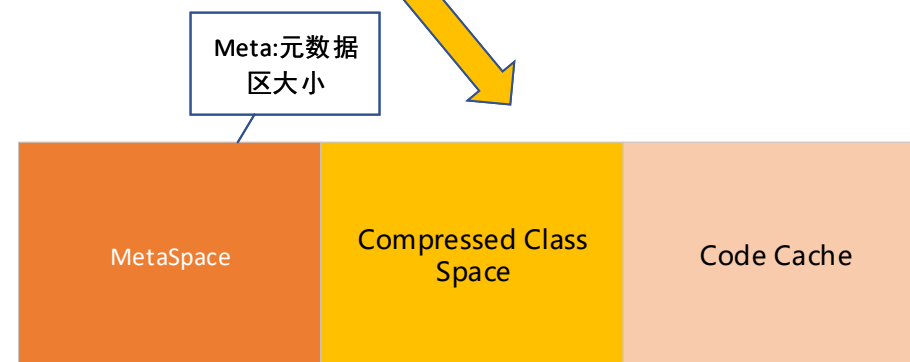 Meta:元数据
区大小
MetaSpace
Compressed Class
Space
Code Cache